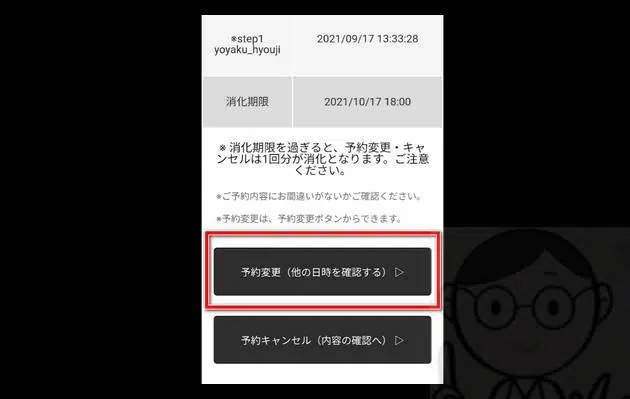 ※step1
yoyaku_hyouji
2021/09/17 13:33:28
消化期限
2021/10/17 18:00
※ 消化期限を過ぎると、予約変更・キャ
ンセルは1回分が消化となります。ご注意
ください。
※ご予約内容にお間違いがないかご確認ください。
※予約変更は、予約変更ボタンからできます。
予約変更（他の日時を確認する） ▷
予約キャンセル（内容の確認へ） ▷